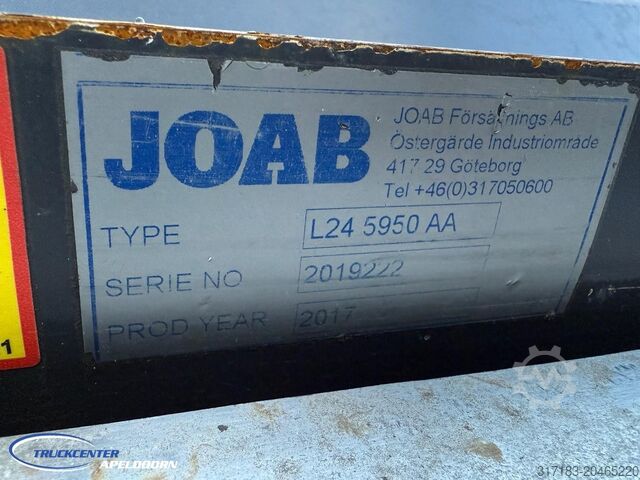 JOAB
JOAB Försäljnings AB
Östergärde Industriområde
417 29 Göteborg
Tel +46(0)317050600
TYPE L24 5950 AA
SERIE NO 2019222
PROD YEAR 2017
1
TRUCKCENTER
APELDOORN
317183-20465220